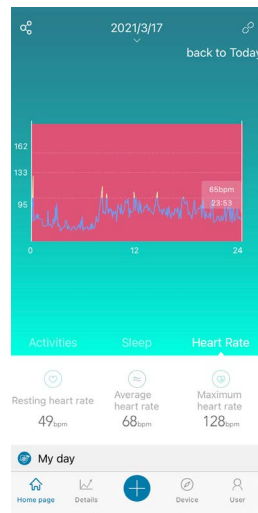 2021/3/17
back to Today
162
133
95
65bpm
23:53
0 12 24
Activities Sleep Heart Rate
Resting heart rate
49bpm
Average
heart rate
68bpm
Maximum
heart rate
128bpm
My day
Home page Details Device User